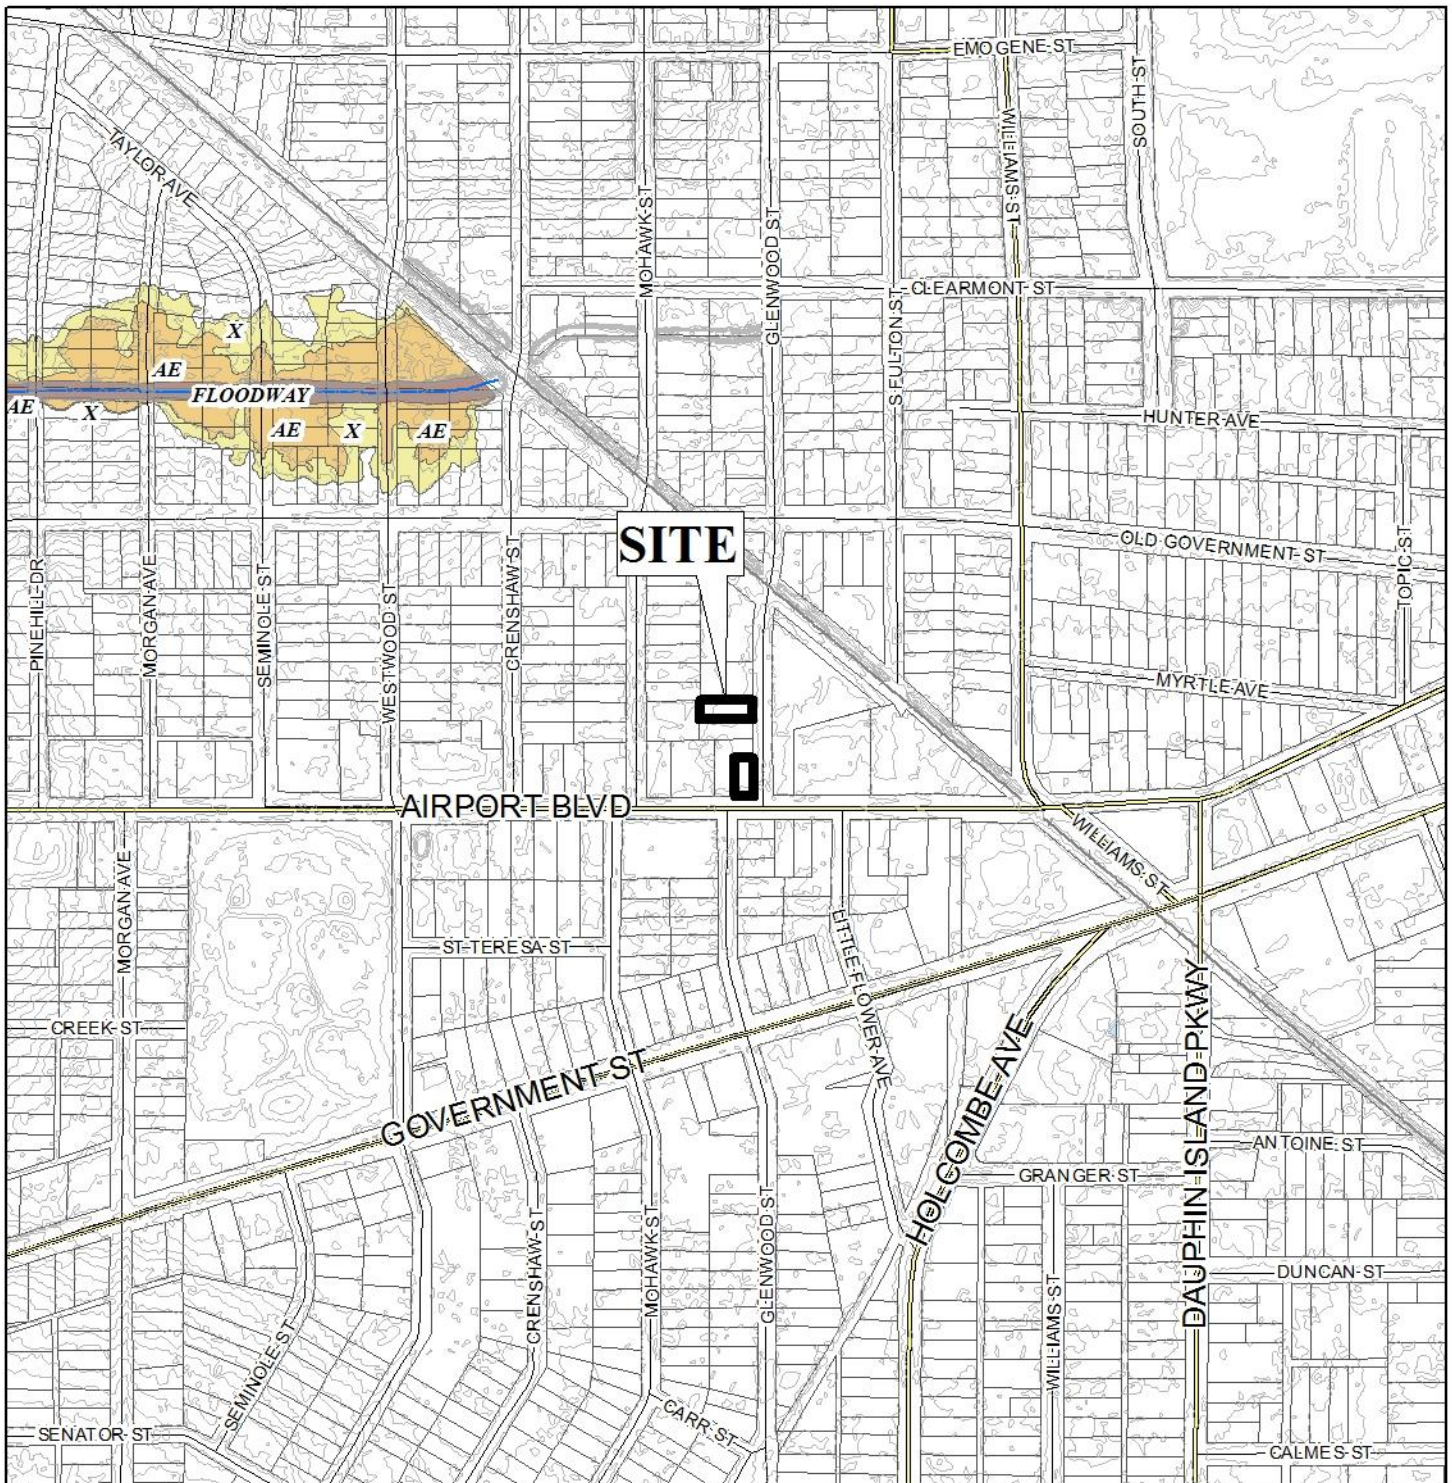 EMOGENE ST
SOUTH ST
TAYLOR AVE
WILLIAMS ST
MOHAWK ST
GLENWOOD ST
CLEARMONT ST
S FULTON ST
X
AE
FLOODWAY
AE
X
AE
X
AE
HUNTER AVE
SITE
OLD GOVERNMENT ST
TOPIC ST
PINEHILL DR
MORGAN AVE
SEMINOLE ST
WESTWOOD ST
CRENSHAW ST
MYRTLE AVE
AIRPORT BLVD
WILLIAMS ST
MORGAN AVE
ST TERESA ST
LITTLE FLOWER AVE
CREEK ST
GOVERNMENT ST
HOLCOMBE AVE
DAUPHIN ISLAND PKWY
ANTOINE ST
GRANGER ST
CRENSHAW ST
MOHAWK ST
GLENWOOD ST
WILLIAMS ST
DUNCAN ST
SEMINOLE ST
CARR ST
SENATOR ST
CALMES ST